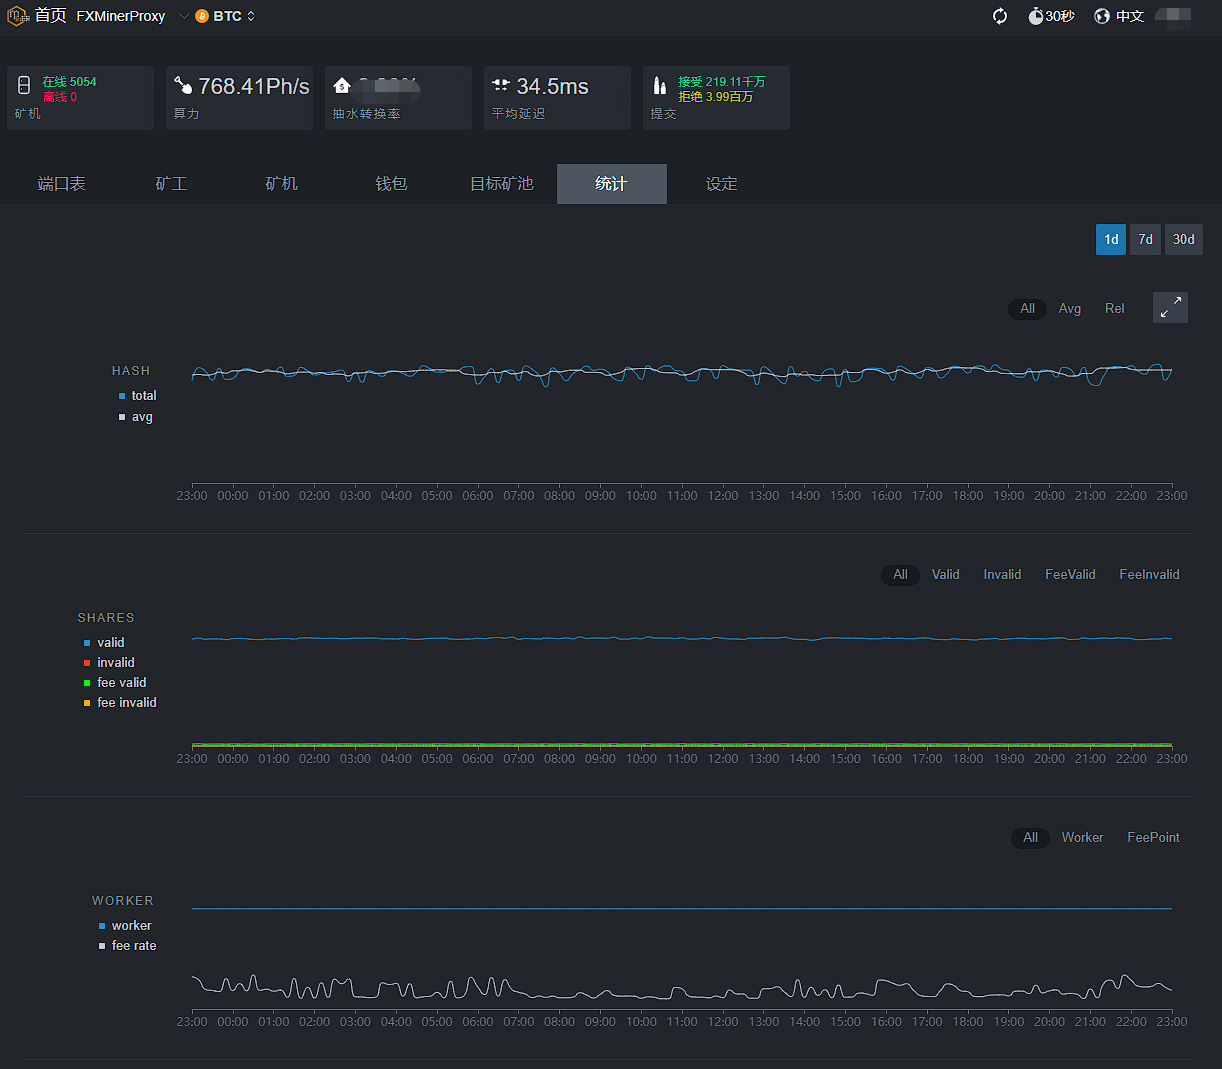 首页 FXMinerProxy BTC 30秒 中文
在线 5054
离线 0
矿机
768.41Ph/s
算力
抽水转换率
34.5ms
平均延迟
接受 219.11千万
拒绝 3.99百万
提交
端口表 矿工 矿机 钱包 目标矿池 统计 设定
1d 7d 30d
All Avg Rel
HASH
total
avg
23:00 00:00 01:00 02:00 03:00 04:00 05:00 06:00 07:00 08:00 09:00 10:00 11:00 12:00 13:00 14:00 15:00 16:00 17:00 18:00 19:00 20:00 21:00 22:00 23:00
All Valid Invalid FeeValid FeeInvalid
SHARES
valid
invalid
fee valid
fee invalid
23:00 00:00 01:00 02:00 03:00 04:00 05:00 06:00 07:00 08:00 09:00 10:00 11:00 12:00 13:00 14:00 15:00 16:00 17:00 18:00 19:00 20:00 21:00 22:00 23:00
All Worker FeePoint
WORKER
worker
fee rate
23:00 00:00 01:00 02:00 03:00 04:00 05:00 06:00 07:00 08:00 09:00 10:00 11:00 12:00 13:00 14:00 15:00 16:00 17:00 18:00 19:00 20:00 21:00 22:00 23:00